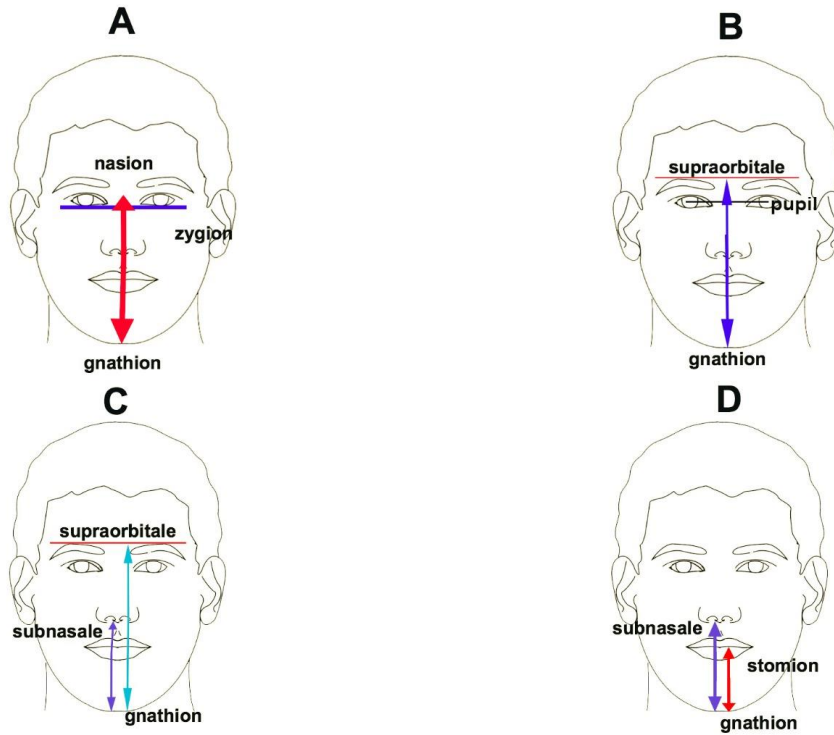 A
nasion
zygion
gnathion
B
supraorbitale
pupil
gnathion
C
supraorbitale
subnasale
gnathion
D
subnasale
stomion
gnathion